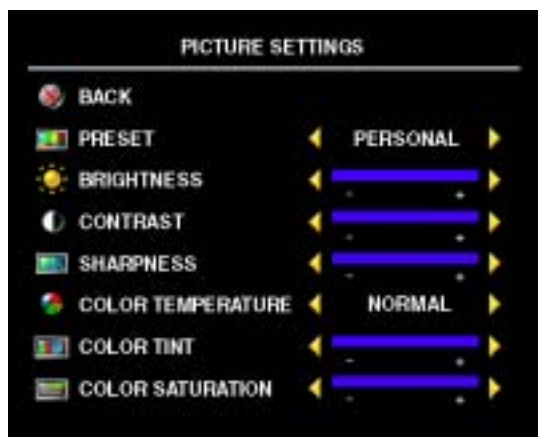 PICTURE SETTINGS
BACK
PRESET PERSONAL
BRIGHTNESS
- +
CONTRAST
- +
SHARPNESS
- +
COLOR TEMPERATURE NORMAL
COLOR TINT
- +
COLOR SATURATION
- +